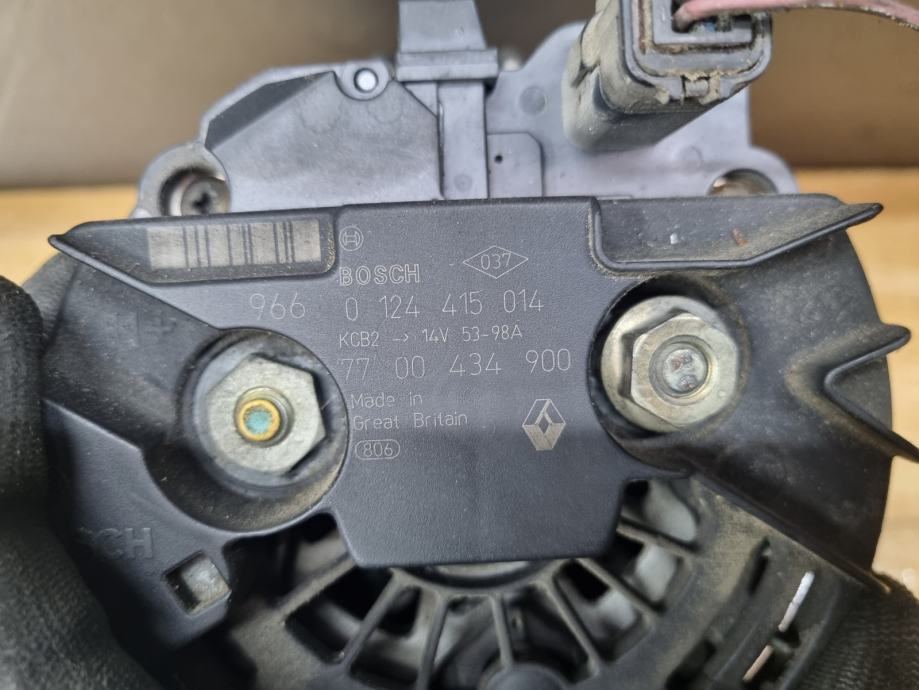 BOSCH
037
966 0 124 415 014
KCB2 → 14V 53-98A
77 00 434 900
Made in
Great Britain
806